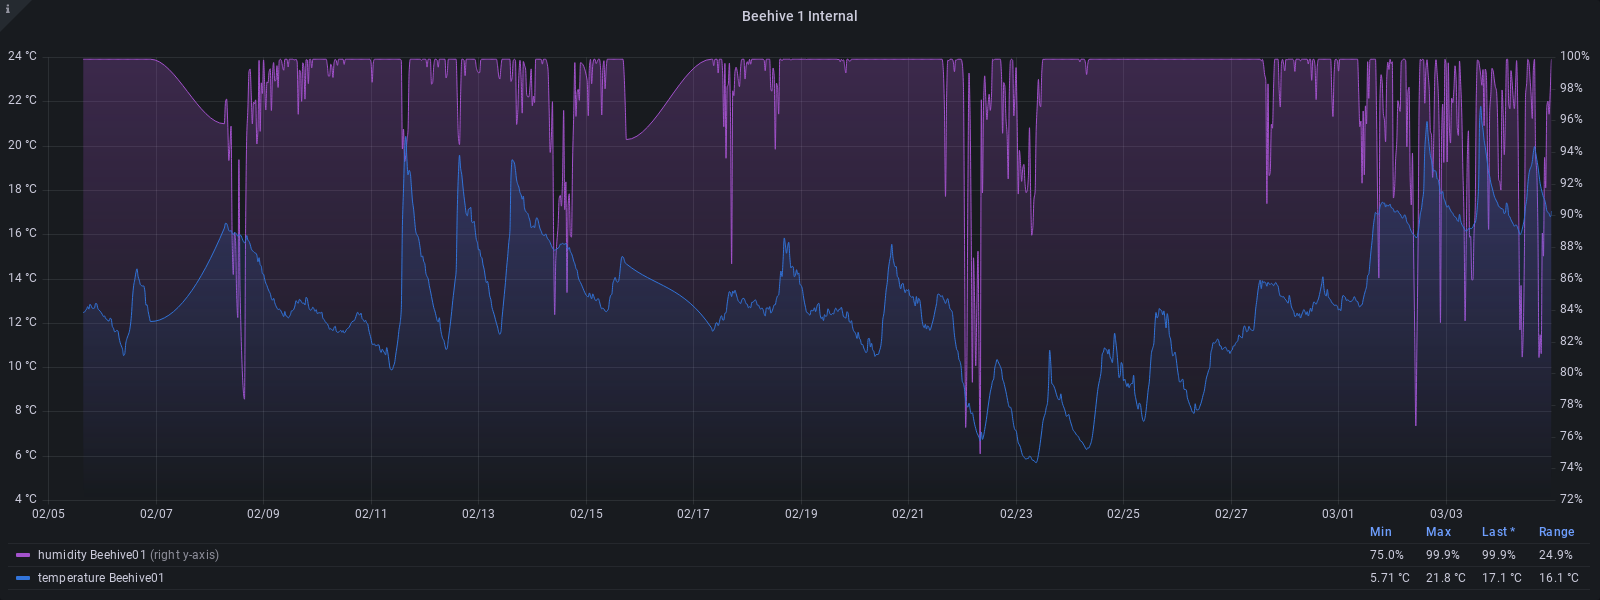 i
Beehive 1 Internal
24 °C
22 °C
20 °C
18 °C
16 °C
14 °C
12 °C
10 °C
8 °C
6 °C
4 °C
100%
98%
96%
94%
92%
90%
88%
86%
84%
82%
80%
78%
76%
74%
72%
02/05 02/07 02/09 02/11 02/13 02/15 02/17 02/19 02/21 02/23 02/25 02/27 03/01 03/03
Min Max Last * Range
humidity Beehive01 (right y-axis) 75.0% 99.9% 99.9% 24.9%
temperature Beehive01 5.71 °C 21.8 °C 17.1 °C 16.1 °C